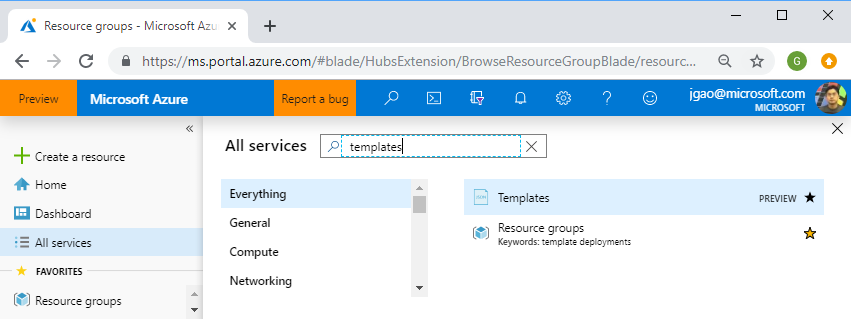 Resource groups - Microsoft Azu
https://ms.portal.azure.com/#blade/HubsExtension/BrowseResourceGroupBlade/resourc...
G
Preview
Microsoft Azure
Report a bug
jgao@microsoft.com
MICROSOFT
Create a resource
Home
Dashboard
All services
FAVORITES
Resource groups
All services
templates
Everything
General
Compute
Networking
Templates
PREVIEW
Resource groups
Keywords: template deployments